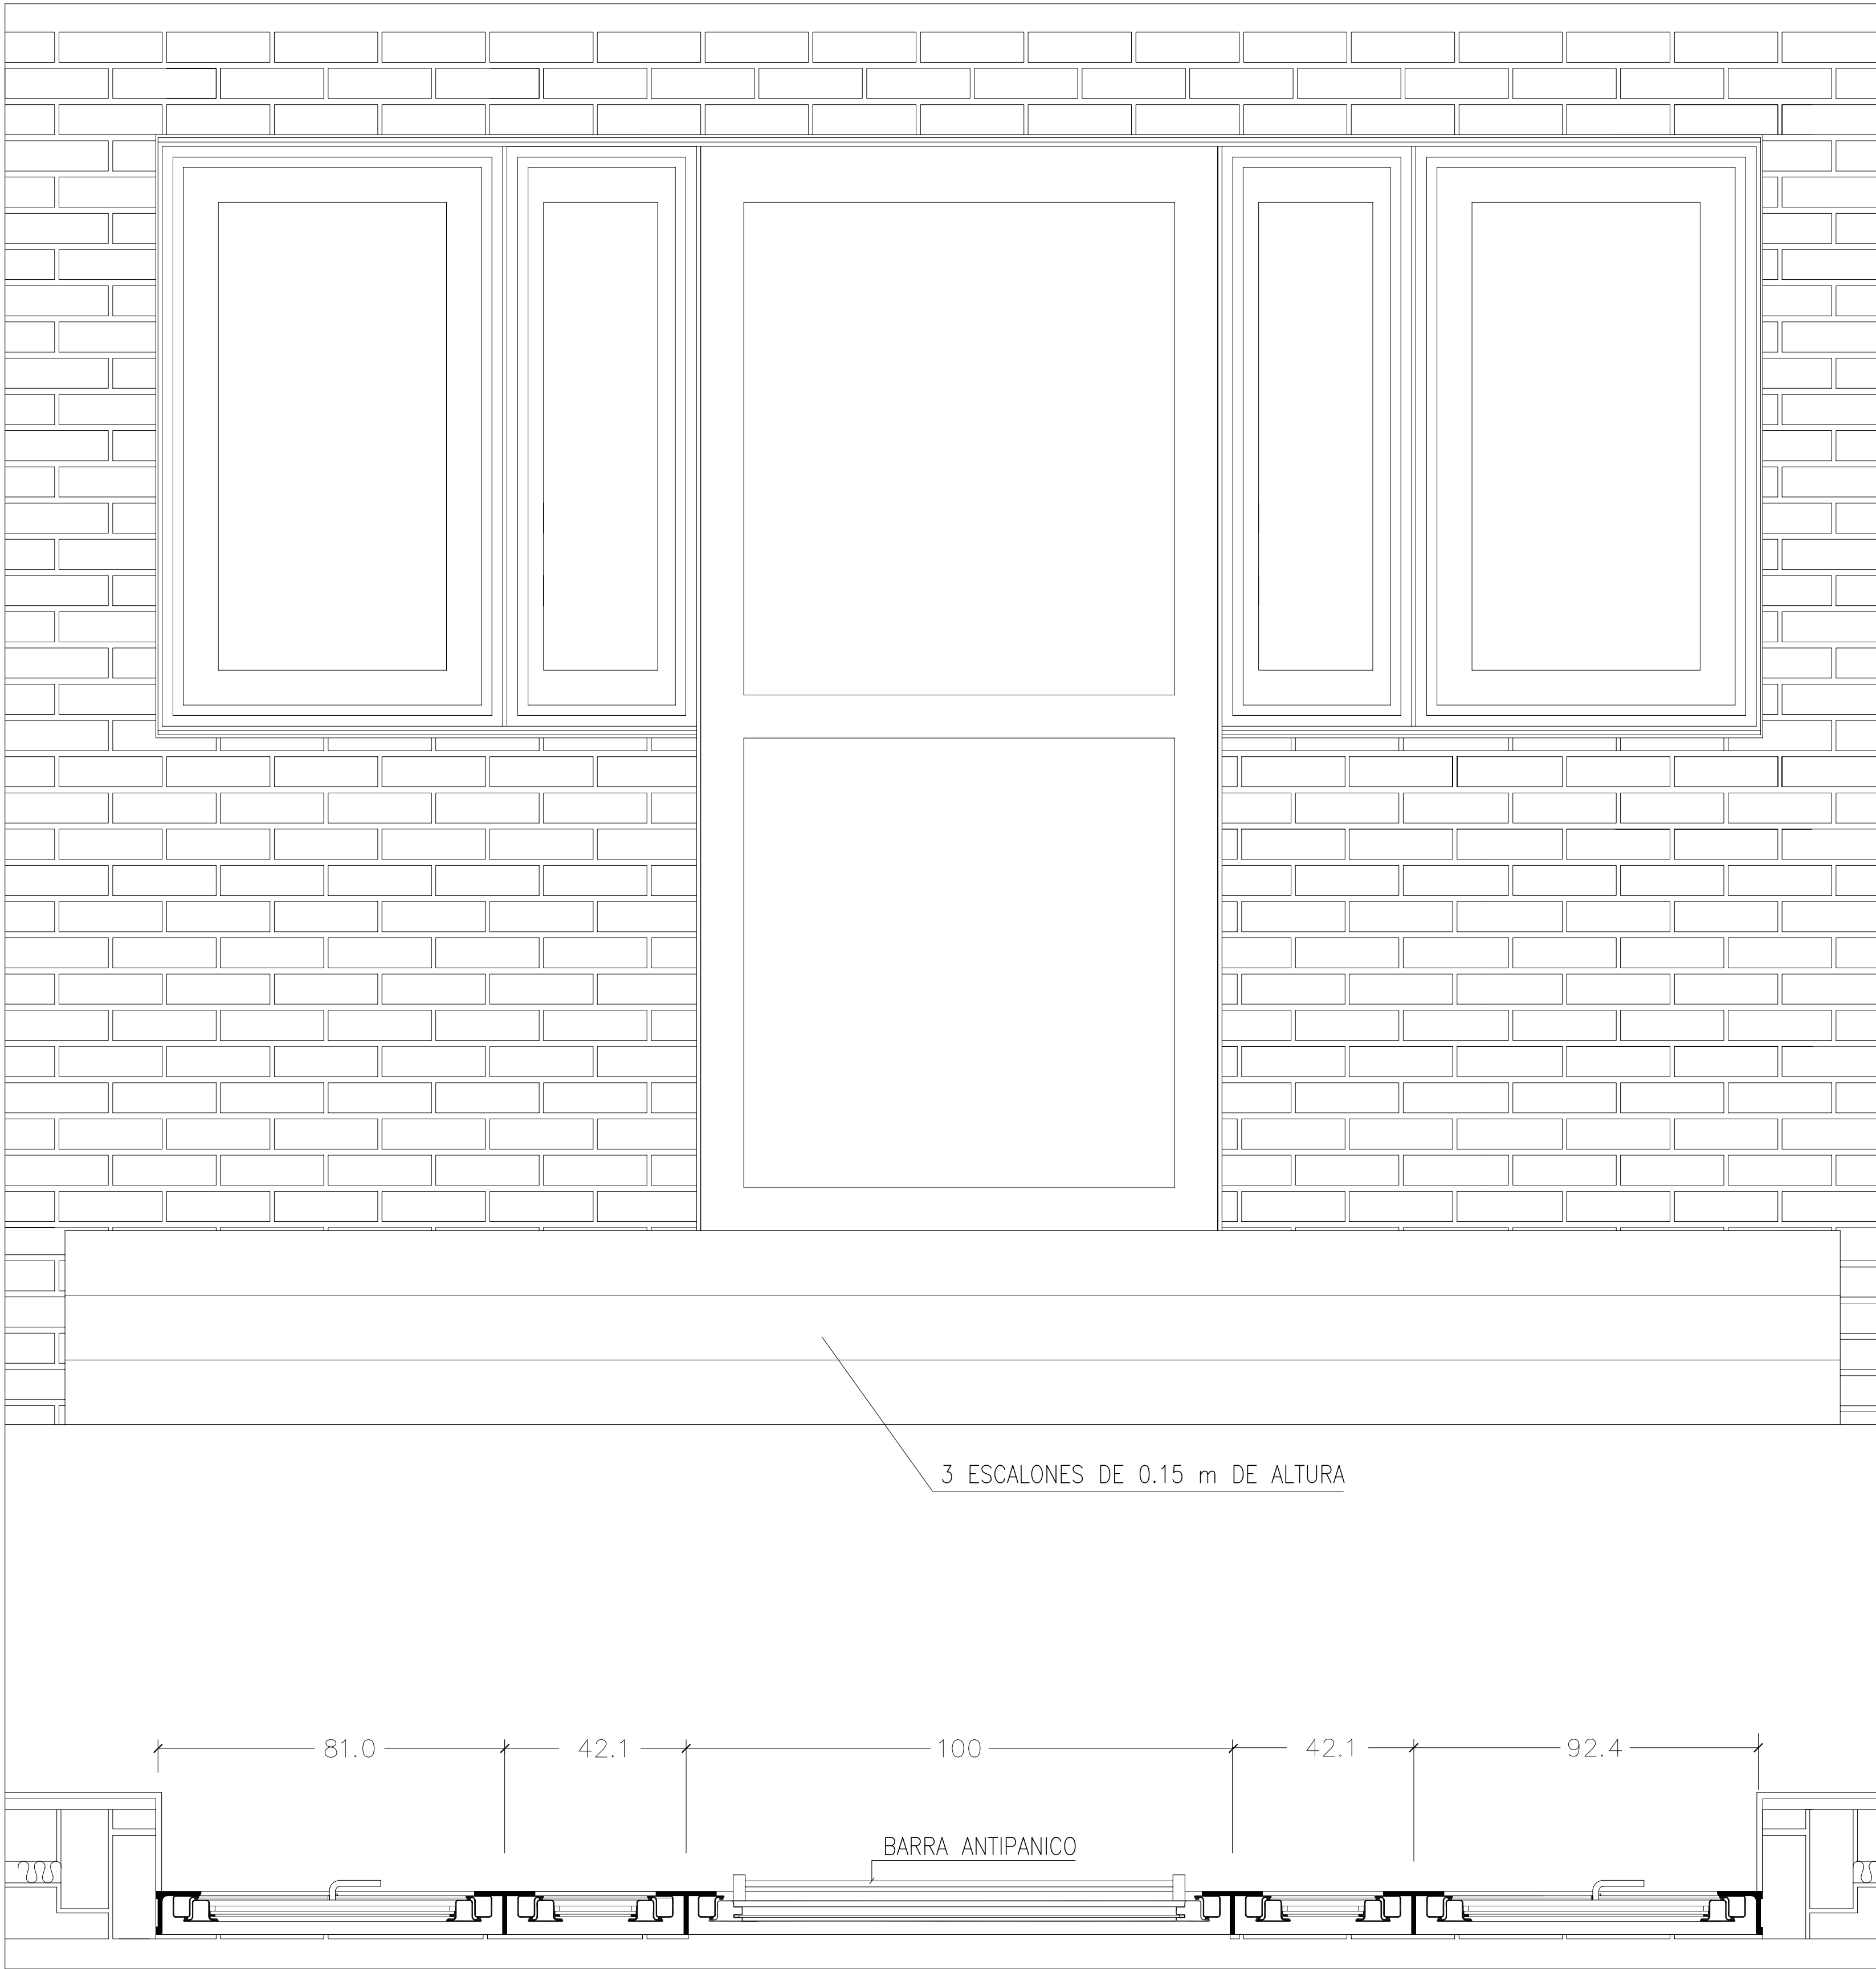 3 ESCALONES DE 0.15 m DE ALTURA
81.0 42.1 100 42.1 92.4
BARRA ANTIPANICO